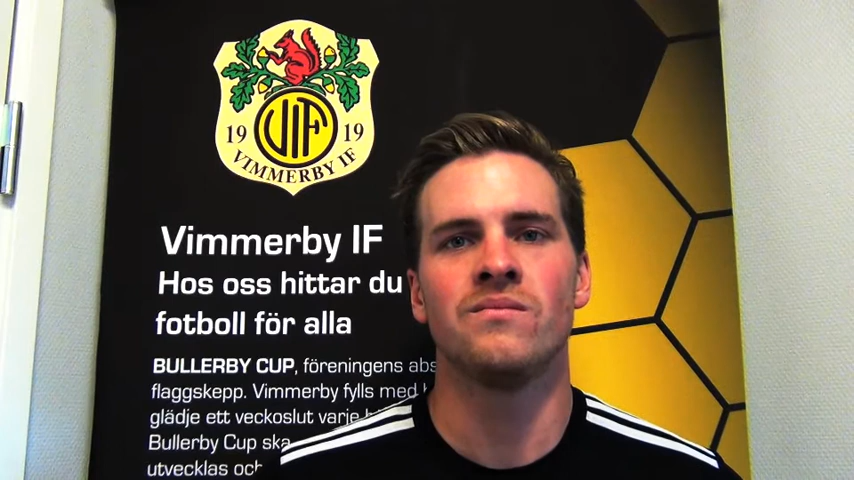 VIF
19 19
VIMMERBY IF
Vimmerby IF
Hos oss hittar du
fotboll för alla
BULLERBY CUP, föreningens
flaggskepp. Vimmerby fylls med
glädje ett veckoslut varje
Bullerby Cup ska
utvecklas och